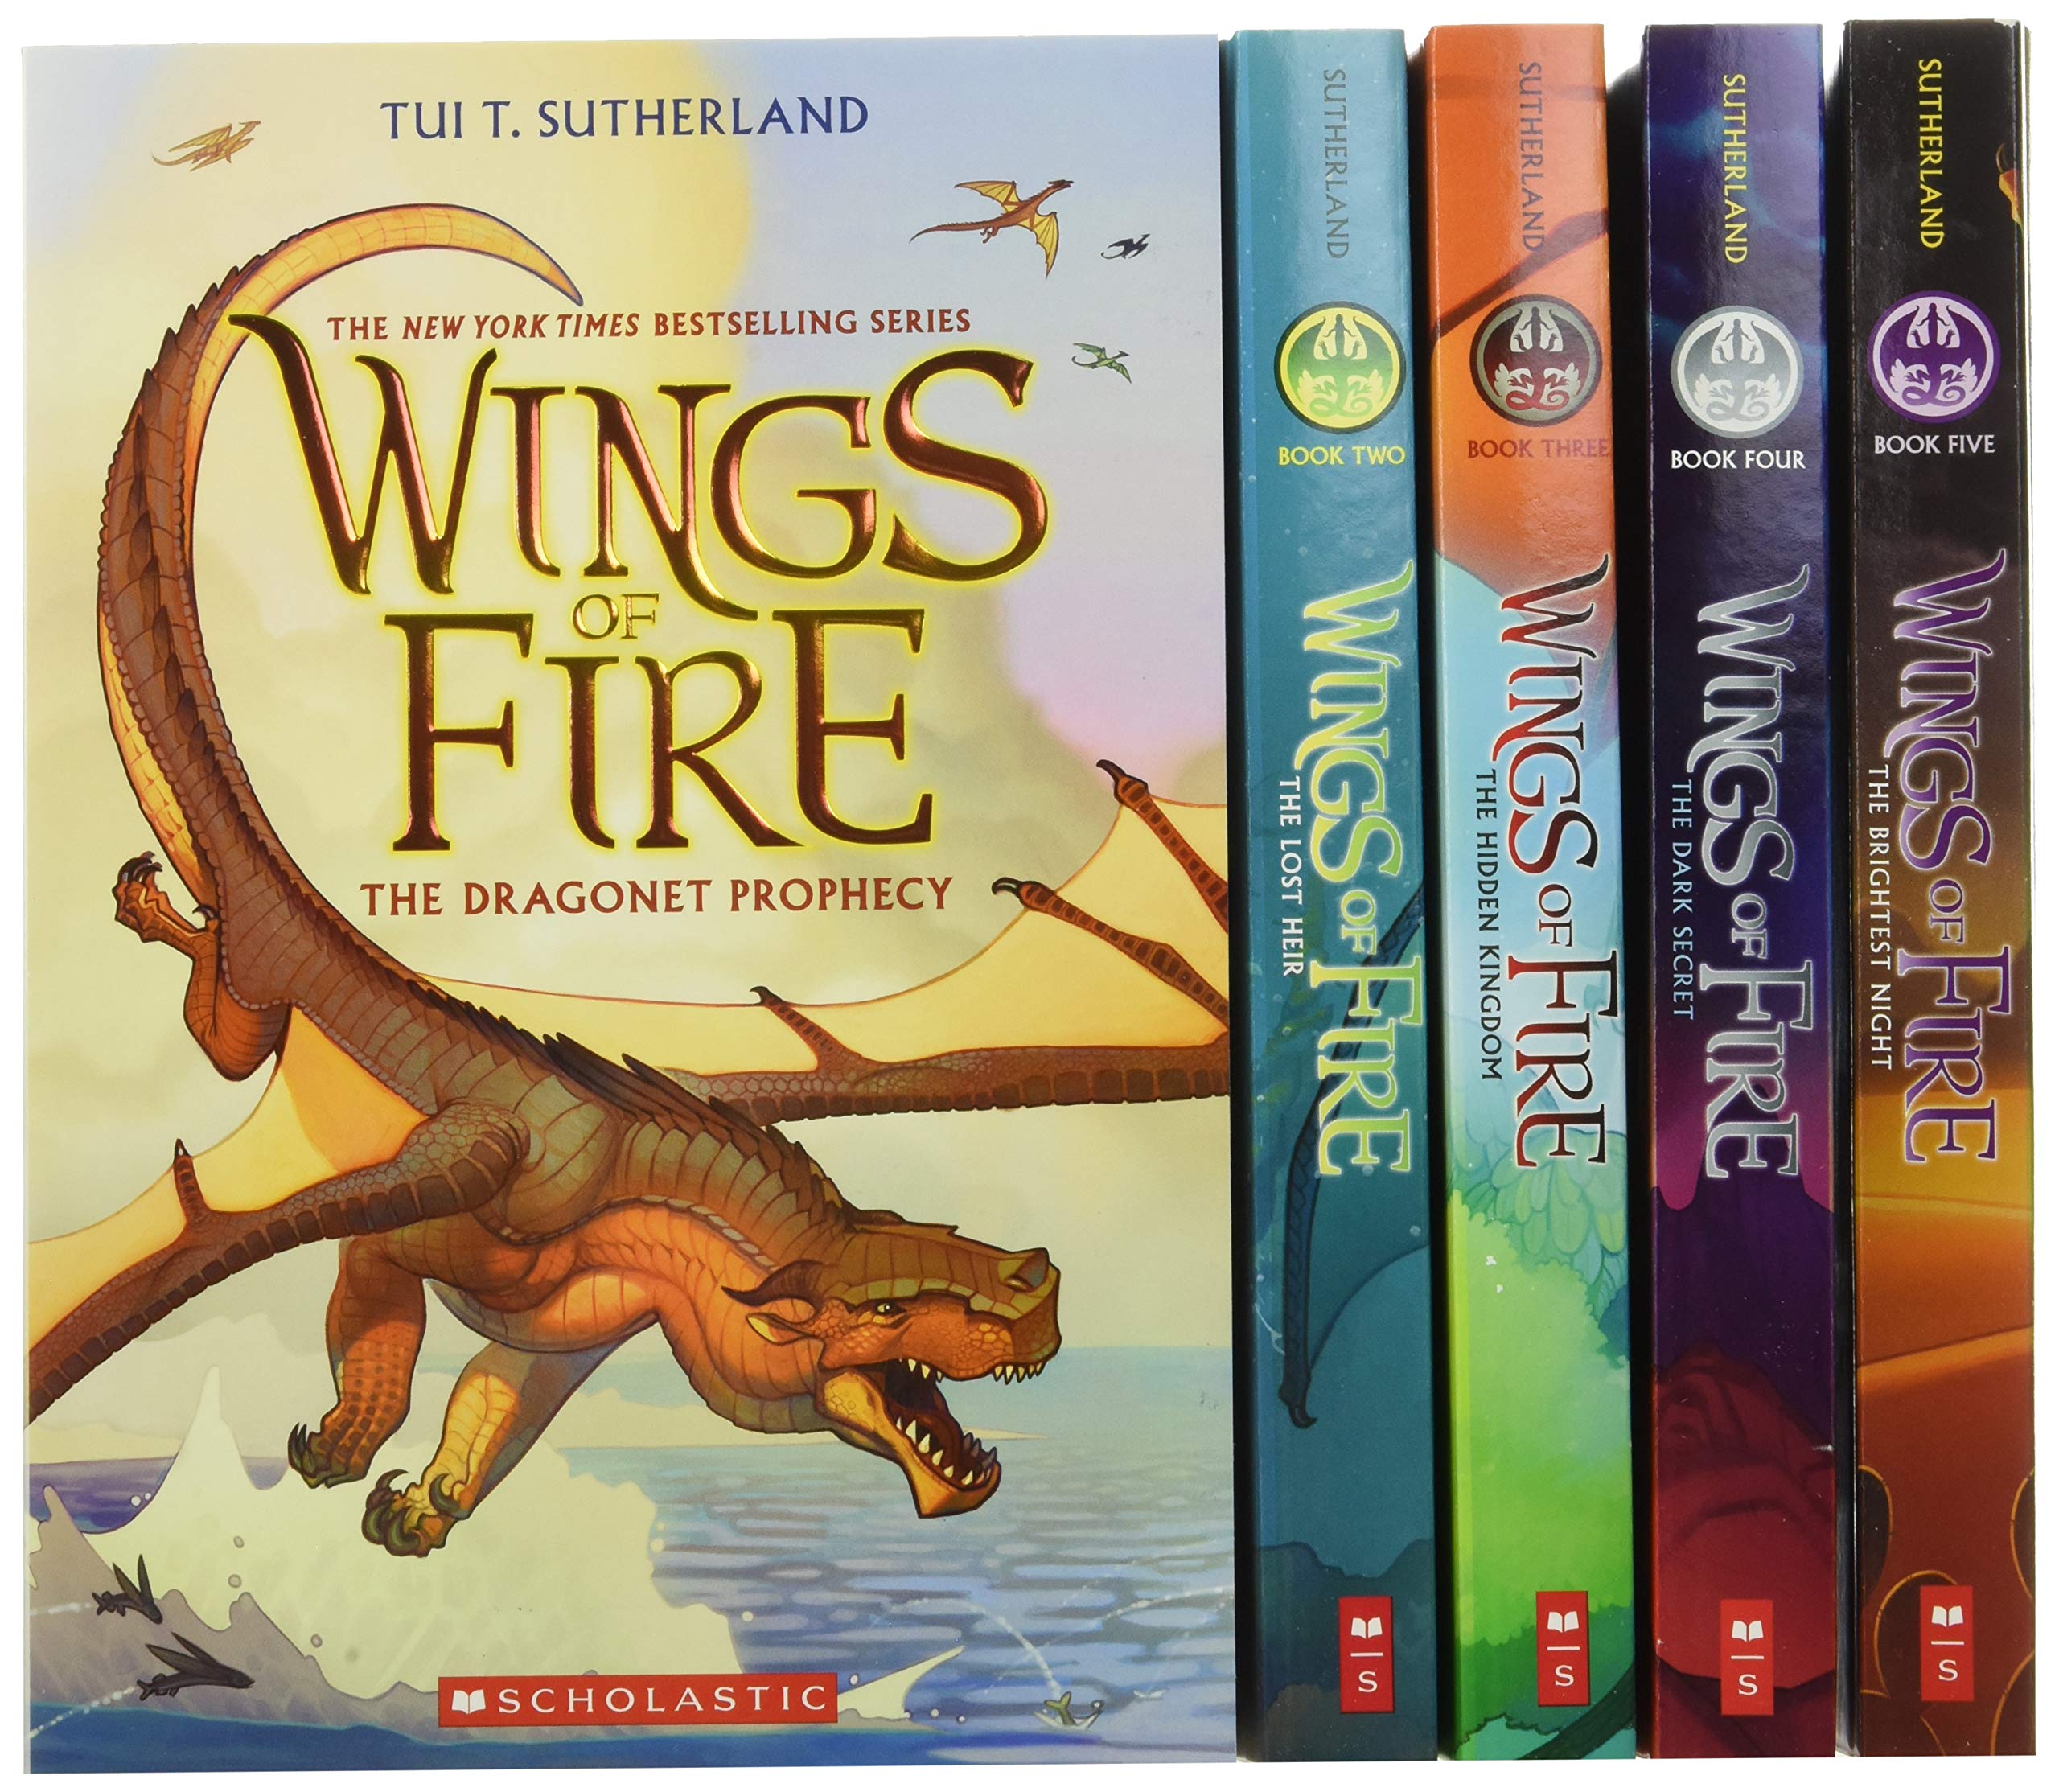 TUI T. SUTHERLAND
THE NEW YORK TIMES BESTSELLING SERIES
WINGS
OF
FIRE
THE DRAGONET PROPHECY
SCHOLASTIC
SUTHERLAND
BOOK TWO
WINGS OF FIRE
THE LOST HEIR
S
SUTHERLAND
BOOK THREE
WINGS OF FIRE
THE HIDDEN KINGDOM
S
SUTHERLAND
BOOK FOUR
WINGS OF FIRE
THE DARK SECRET
S
SUTHERLAND
BOOK FIVE
WINGS OF FIRE
THE BRIGHTEST NIGHT
S